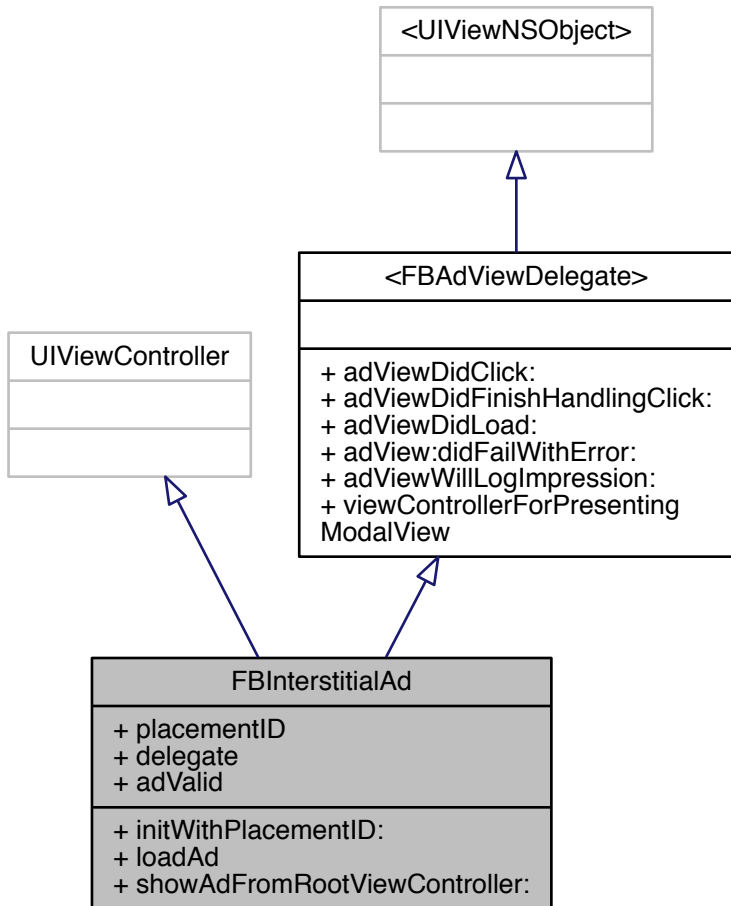 <UIViewNSObject>
<FBAdViewDelegate>
+ adViewDidClick:
+ adViewDidFinishHandlingClick:
+ adViewDidLoad:
+ adView:didFailWithError:
+ adViewWillLogImpression:
+ viewControllerForPresenting
ModalView
UIViewController
FBInterstitialAd
+ placementID
+ delegate
+ adValid
+ initWithPlacementID:
+ loadAd
+ showAdFromRootViewController: